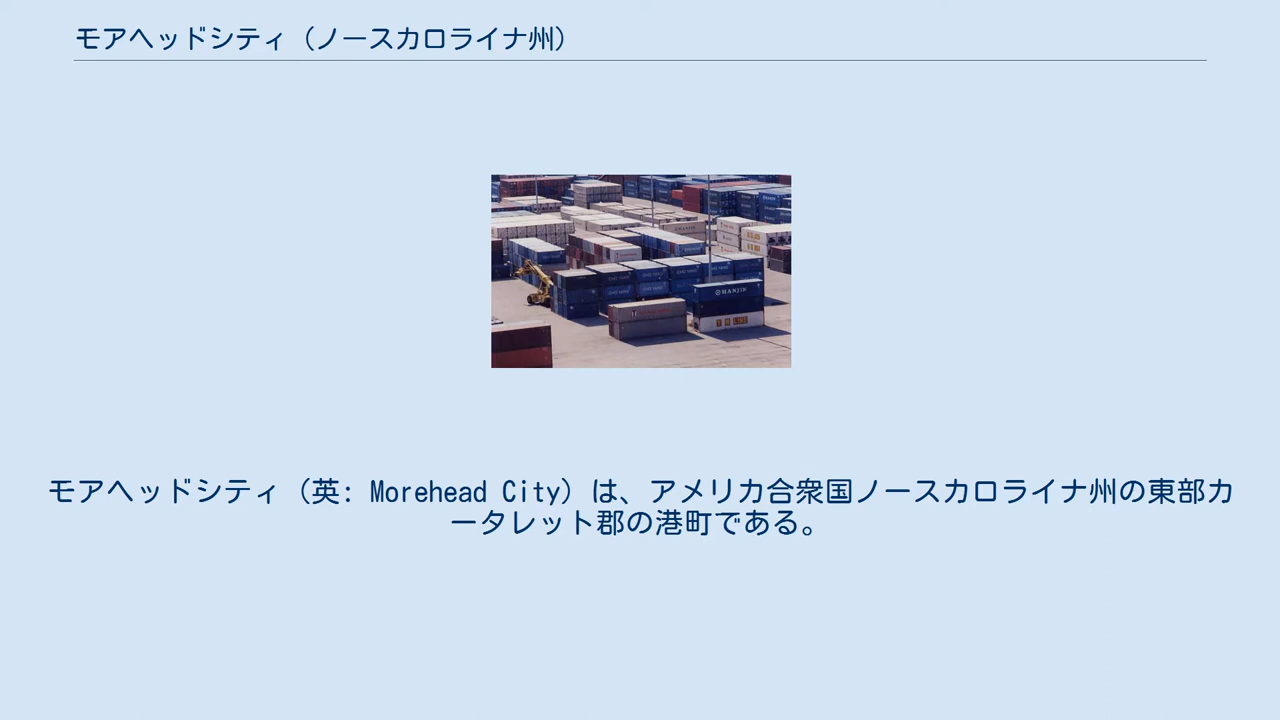 モアヘッドシティ（ノースカロライナ州）
HANJIN
モアヘッドシティ（英: Morehead City）は、アメリカ合衆国ノースカロライナ州の東部カ
ータレット郡の港町である。